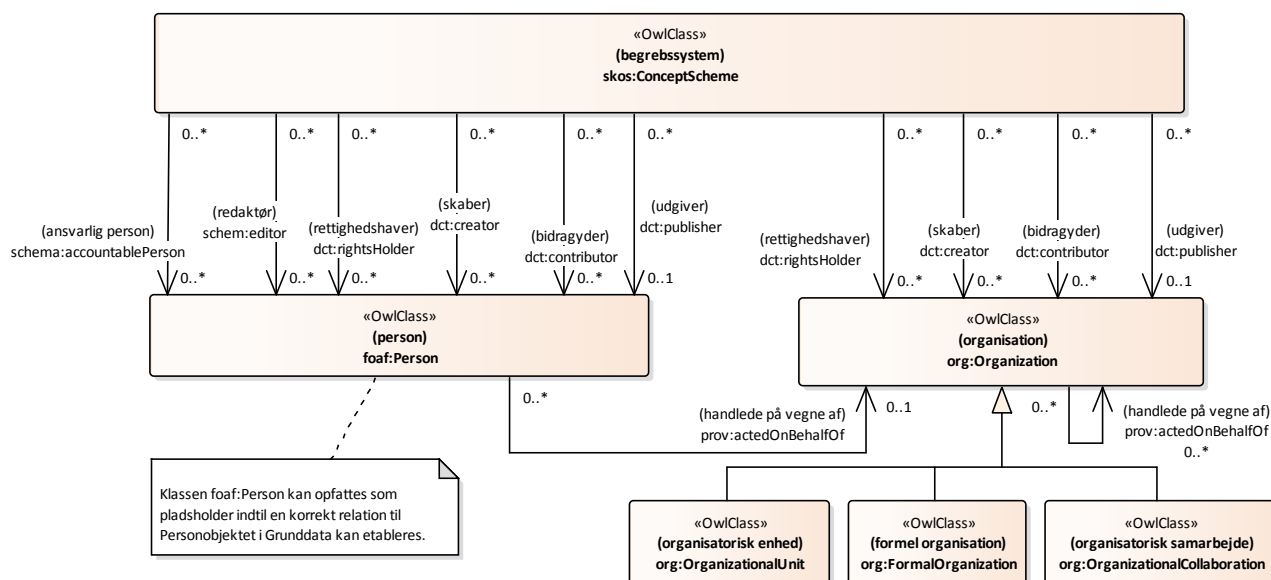 «OwlClass»
(begrebssystem)
skos:ConceptScheme
0..*
0..*
0..*
0..*
0..*
0..*
0..*
0..*
0..*
0..*
(ansvarlig person)
schema:accountablePerson
(redaktør)
schem:editor
(rettighedshaver)
dct:rightsHolder
(skaber)
dct:creator
(bidragyder)
dct:contributor
(udgiver)
dct:publisher
(rettighedshaver)
dct:rightsHolder
(skaber)
dct:creator
(bidragyder)
dct:contributor
(udgiver)
dct:publisher
0..*
0..*
0..*
0..*
0..*
0..1
0..*
0..*
0..*
0..1
«OwlClass»
(person)
foaf:Person
«OwlClass»
(organisation)
org:Organization
0..*
(handlede på vegne af)
prov:actedOnBehalfOf
0..1
0..*
(handlede på vegne af)
prov:actedOnBehalfOf
0..*
Klassen foaf:Person kan opfattes som
pladsholder indtil en korrekt relation til
Personobjektet i Grunddata kan etableres.
«OwlClass»
(organisatorisk enhed)
org:OrganizationalUnit
«OwlClass»
(formel organisation)
org:FormalOrganization
«OwlClass»
(organisatorisk samarbejde)
org:OrganizationalCollaboration